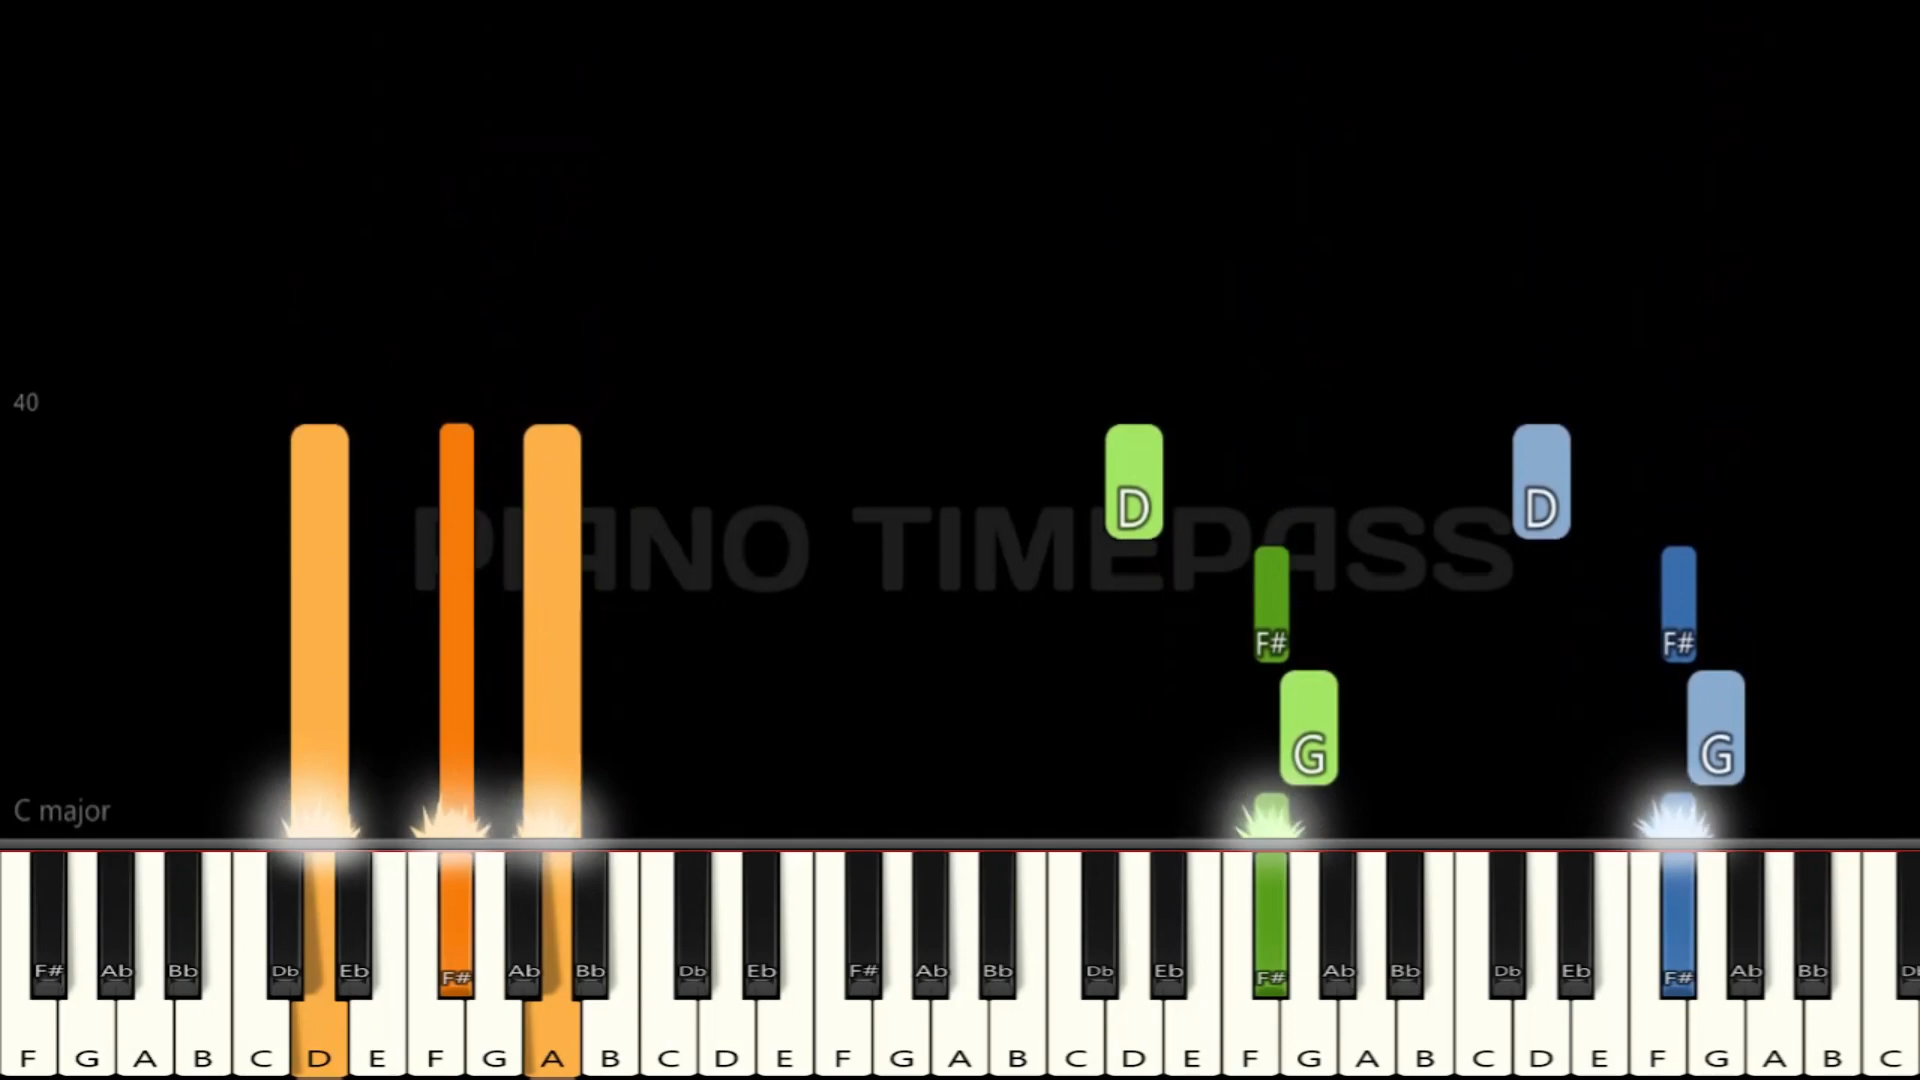 40
D D
PIANO TIMEPASS
F# F#
G G
C major
F# Ab Bb Db Eb F# Ab Bb Db Eb F# Ab Bb Db Eb F# Ab Bb Db Eb F# Ab Bb
F G A B C D E F G A B C D E F G A B C D E F G A B C D E F G A B C